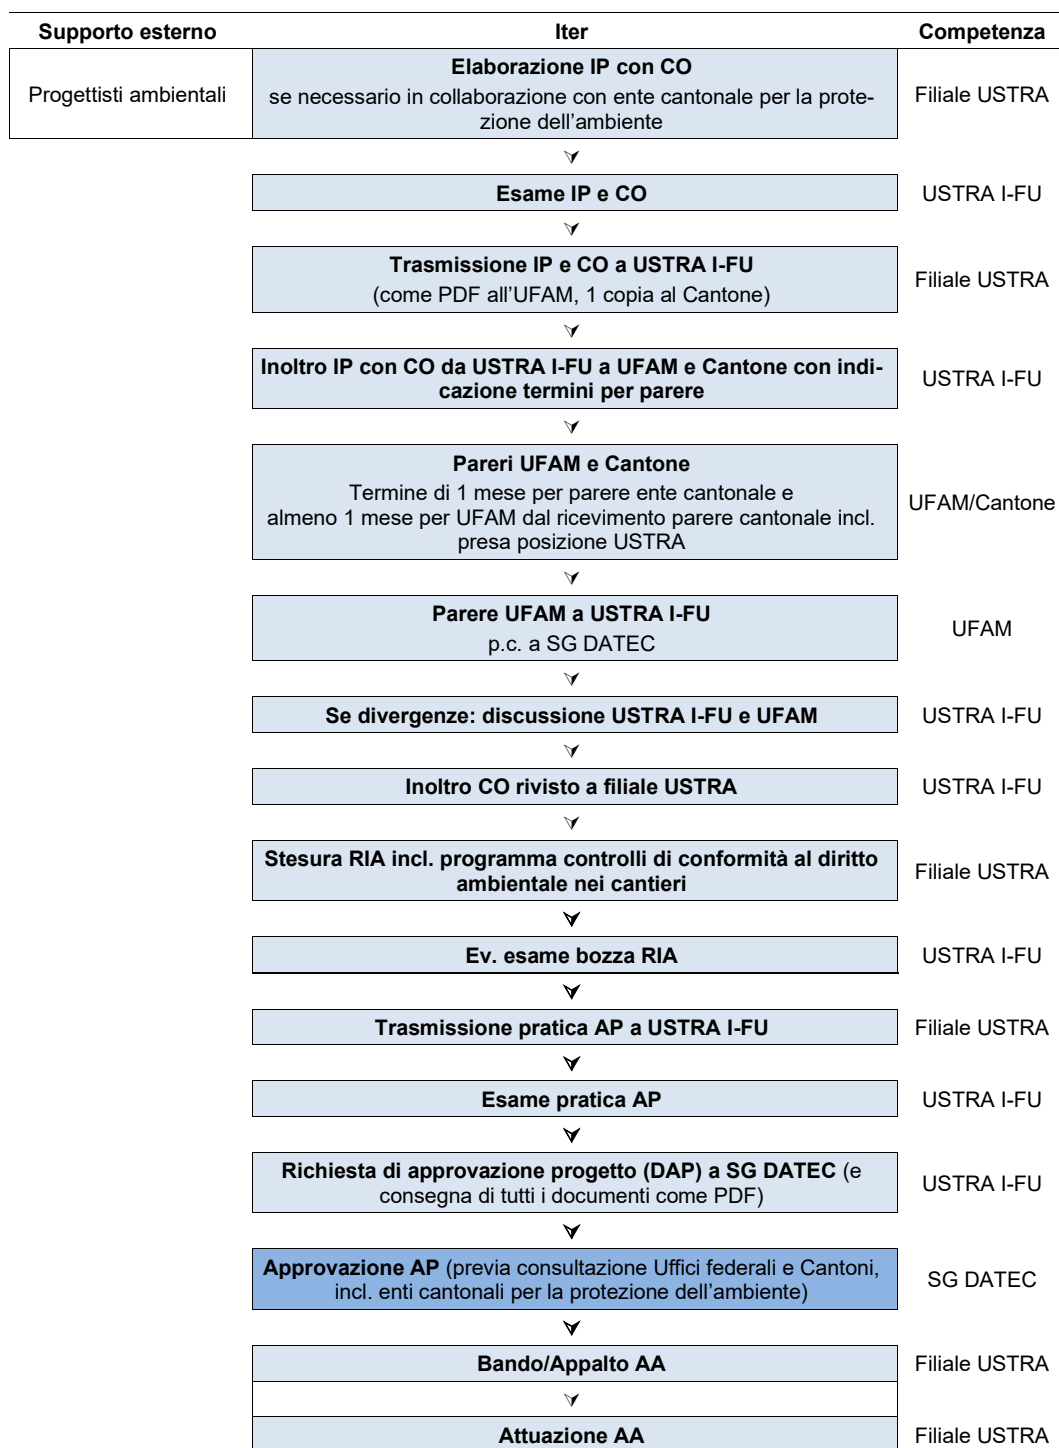 Supporto esterno Iter Competenza
Elaborazione IP con CO
Progettisti ambientali se necessario in collaborazione con ente cantonale per la prote- Filiale USTRA
zione dell’ambiente
Esame IP e CO USTRA I-FU
Trasmissione IP e CO a USTRA I-FU
(come PDF all’UFAM, 1 copia al Cantone) Filiale USTRA
Inoltro IP con CO da USTRA I-FU a UFAM e Cantone con indi-
cazione termini per parere USTRA I-FU
Pareri UFAM e Cantone
Termine di 1 mese per parere ente cantonale e
almeno 1 mese per UFAM dal ricevimento parere cantonale incl. UFAM/Cantone
presa posizione USTRA
Parere UFAM a USTRA I-FU
p.c. a SG DATEC UFAM
Se divergenze: discussione USTRA I-FU e UFAM USTRA I-FU
Inoltro CO rivisto a filiale USTRA USTRA I-FU
Stesura RIA incl. programma controlli di conformità al diritto
ambientale nei cantieri Filiale USTRA
Ev. esame bozza RIA USTRA I-FU
Trasmissione pratica AP a USTRA I-FU Filiale USTRA
Esame pratica AP USTRA I-FU
Richiesta di approvazione progetto (DAP) a SG DATEC (e
consegna di tutti i documenti come PDF) USTRA I-FU
Approvazione AP (previa consultazione Uffici federali e Cantoni,
incl. enti cantonali per la protezione dell’ambiente) SG DATEC
Bando/Appalto AA Filiale USTRA
Attuazione AA Filiale USTRA